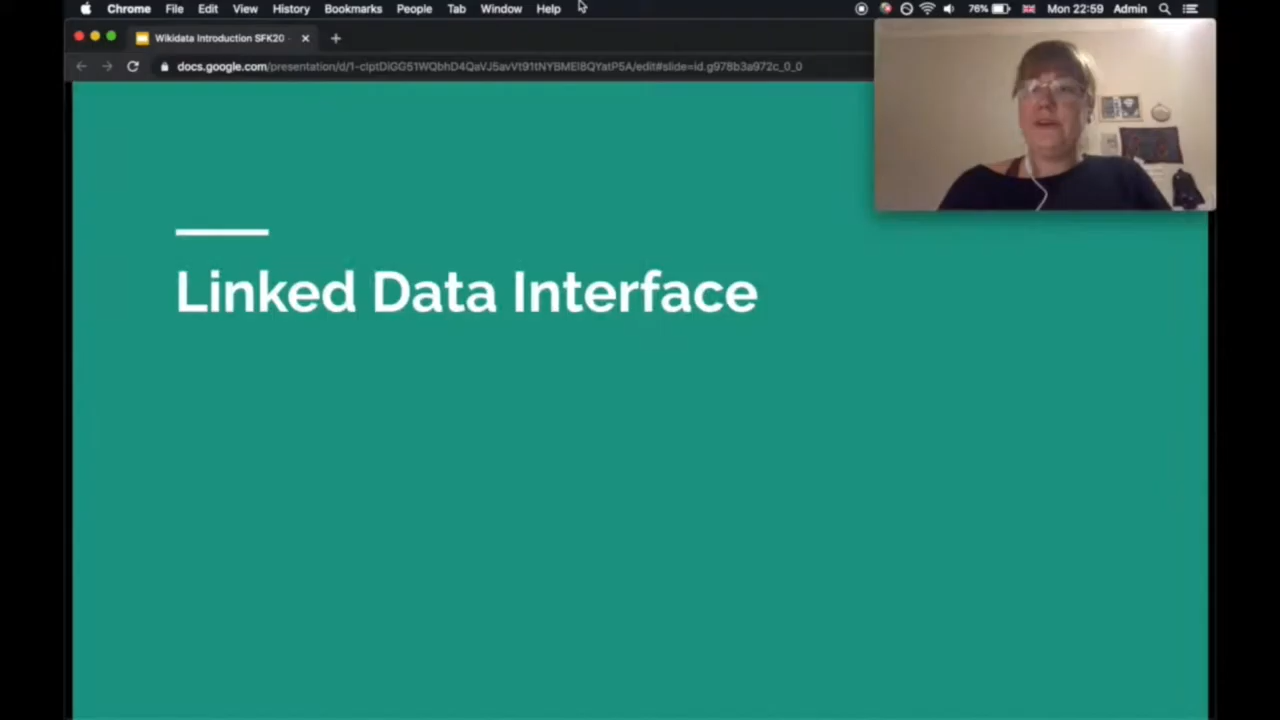 Chrome File Edit View History Bookmarks People Tab Window Help 76% Mon 22:59 Admin
Wikidata Introduction SFK20
docs.google.com/presentation/d/
Linked Data Interface